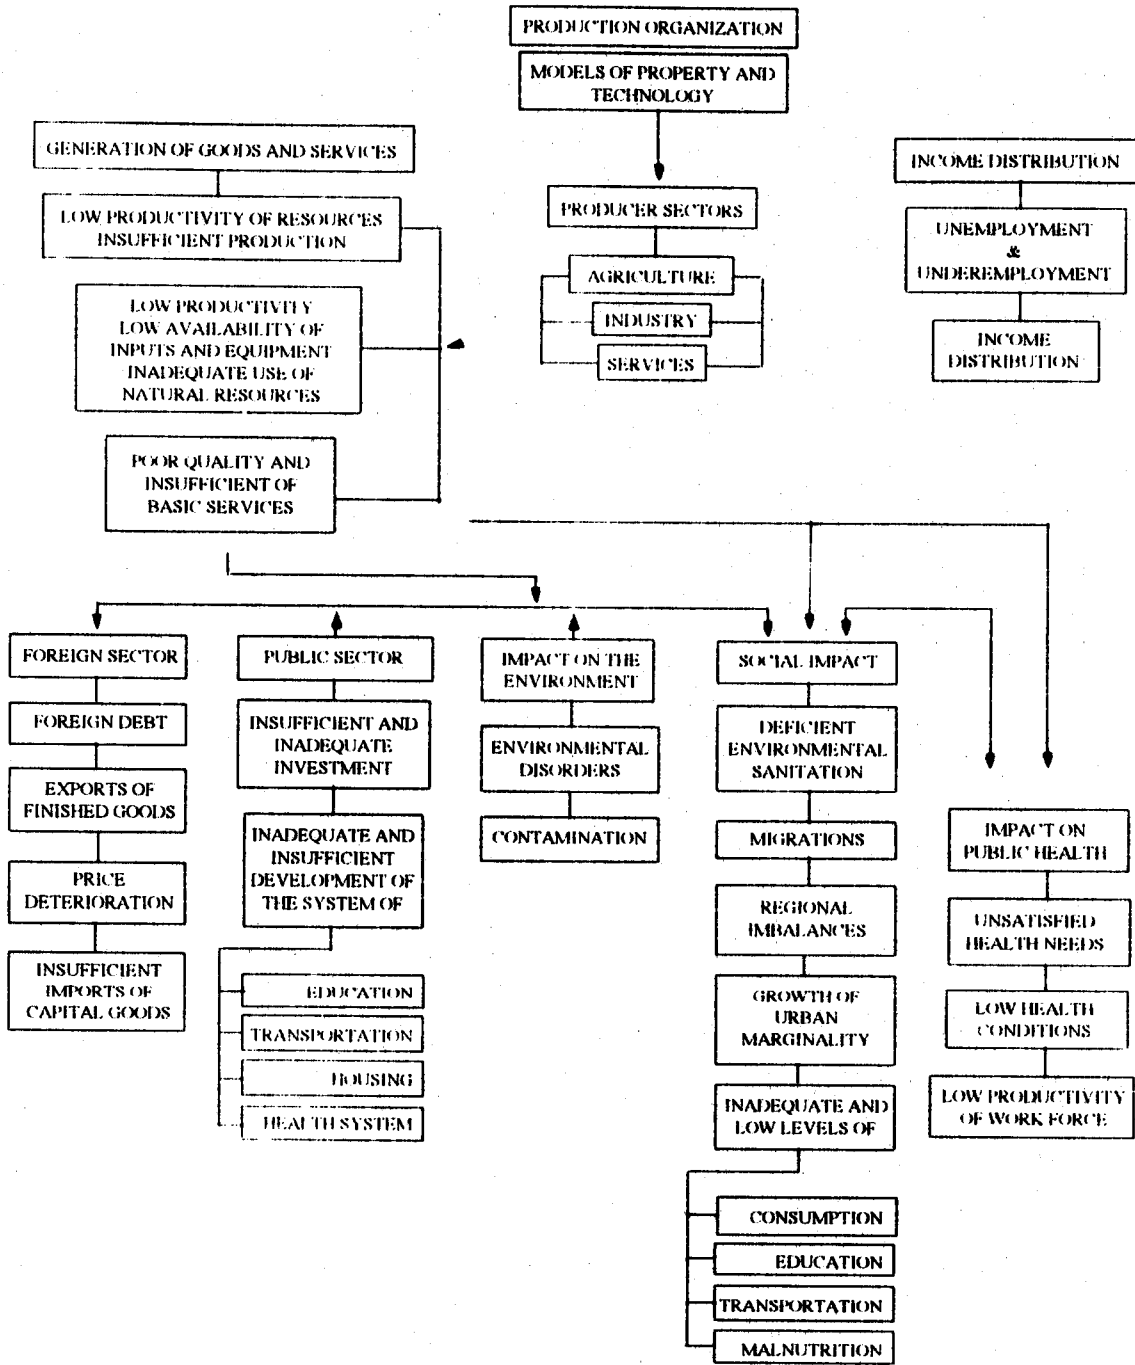 PRODUCTION ORGANIZATION
MODELS OF PROPERTY AND
TECHNOLOGY
GENERATION OF GOODS AND SERVICES
LOW PRODUCTIVITY OF RESOURCES
INSUFFICIENT PRODUCTION
LOW PRODUCTIVITY
LOW AVAILABILITY OF
INPUTS AND EQUIPMENT
INADEQUATE USE OF
NATURAL RESOURCES
POOR QUALITY AND
INSUFFICIENT OF
BASIC SERVICES
PRODUCER SECTORS
AGRICULTURE
INDUSTRY
SERVICES
INCOME DISTRIBUTION
UNEMPLOYMENT
&
UNDEREMPLOYMENT
INCOME
DISTRIBUTION
FOREIGN SECTOR
FOREIGN DEBT
EXPORTS OF
FINISHED GOODS
PRICE
DETERIORATION
INSUFFICIENT
IMPORTS OF
CAPITAL GOODS
PUBLIC SECTOR
INSUFFICIENT AND
INADEQUATE
INVESTMENT
INADEQUATE AND
INSUFFICIENT
DEVELOPMENT OF
THE SYSTEM OF
EDUCATION
TRANSPORTATION
HOUSING
HEALTH SYSTEM
IMPACT ON THE
ENVIRONMENT
ENVIRONMENTAL
DISORDERS
CONTAMINATION
SOCIAL IMPACT
DEFICIENT
ENVIRONMENTAL
SANITATION
MIGRATIONS
REGIONAL
IMBALANCES
GROWTH OF
URBAN
MARGINALITY
INADEQUATE AND
LOW LEVELS OF
CONSUMPTION
EDUCATION
TRANSPORTATION
MALNUTRITION
IMPACT ON
PUBLIC HEALTH
UNSATISFIED
HEALTH NEEDS
LOW HEALTH
CONDITIONS
LOW PRODUCTIVITY
OF WORK FORCE